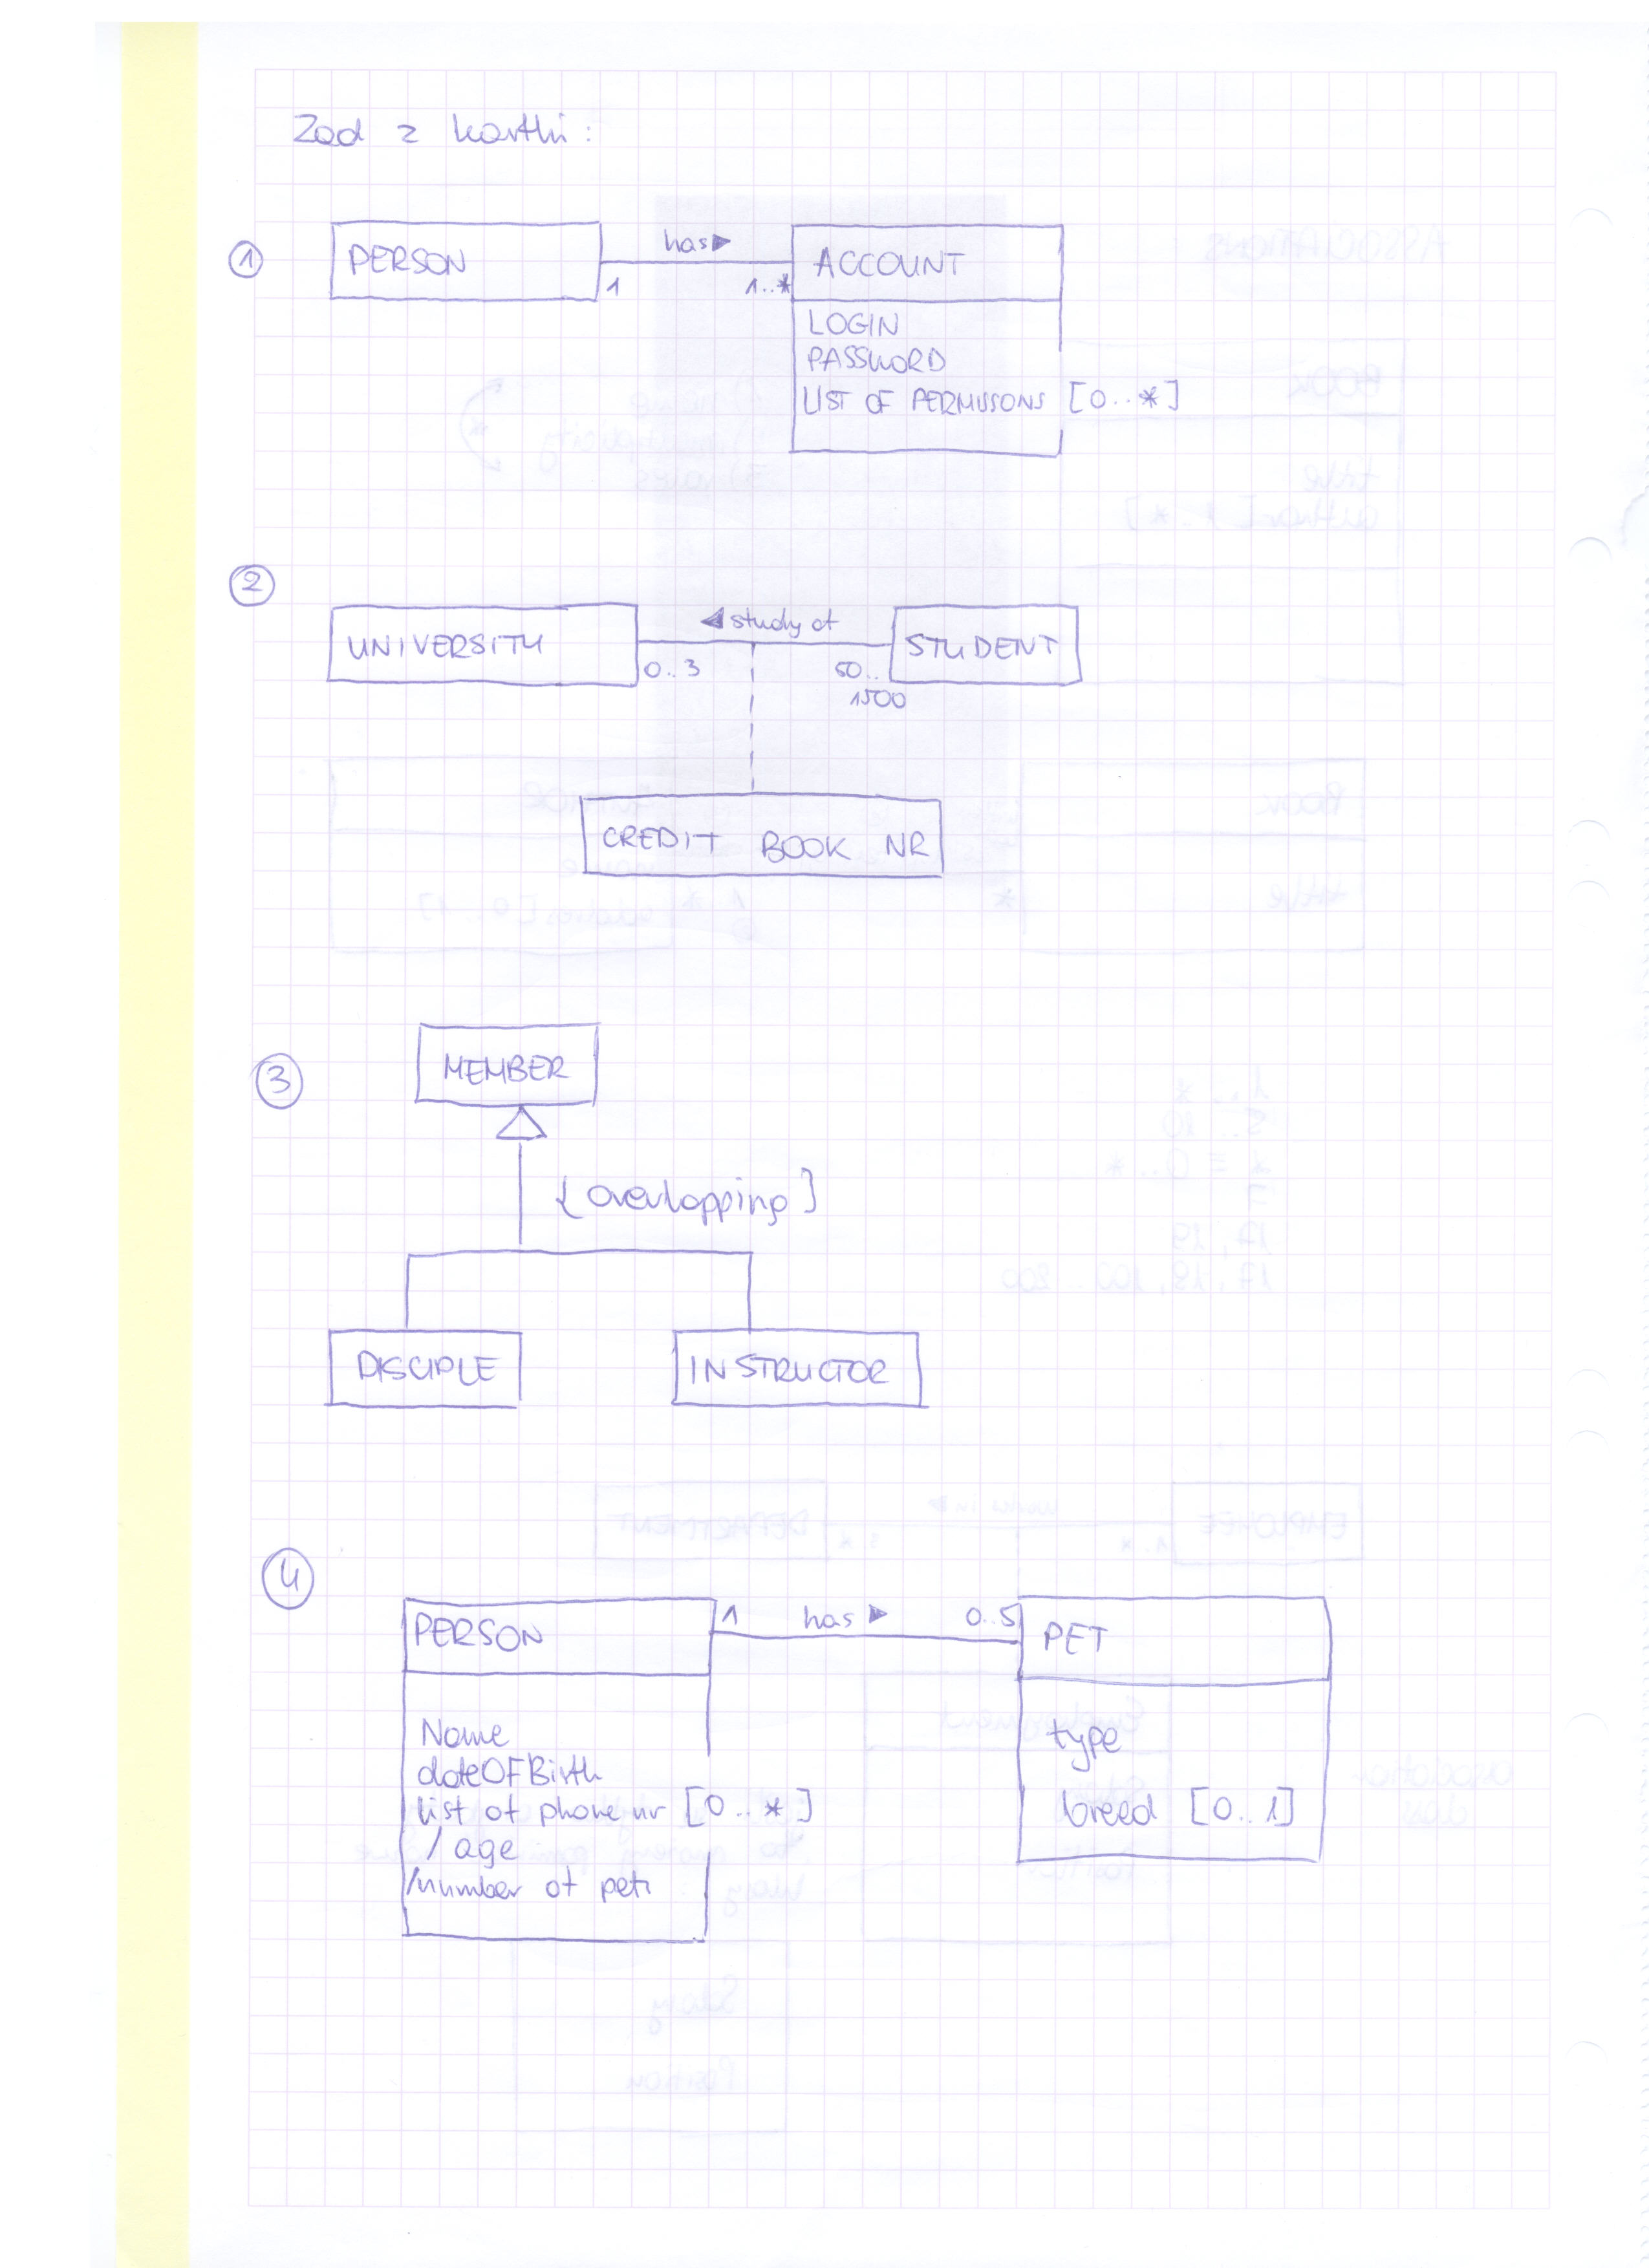 Zad z kartki:
1
PERSON
has▶
1
1..*
ACCOUNT
LOGIN
PASSWORD
LIST OF PERMISSONS [0..*]
2
UNIVERSITY
◀study at
0..3
50..
1500
STUDENT
CREDIT BOOK NR
3
MEMBER
{overlapping}
DISCIPLE
INSTRUCTOR
4
PERSON
1
has ▶
0..5
PET
Name
dateOFBirth
list of phone nr [0..*]
/ age
/number of pets
type
breed [0..1]